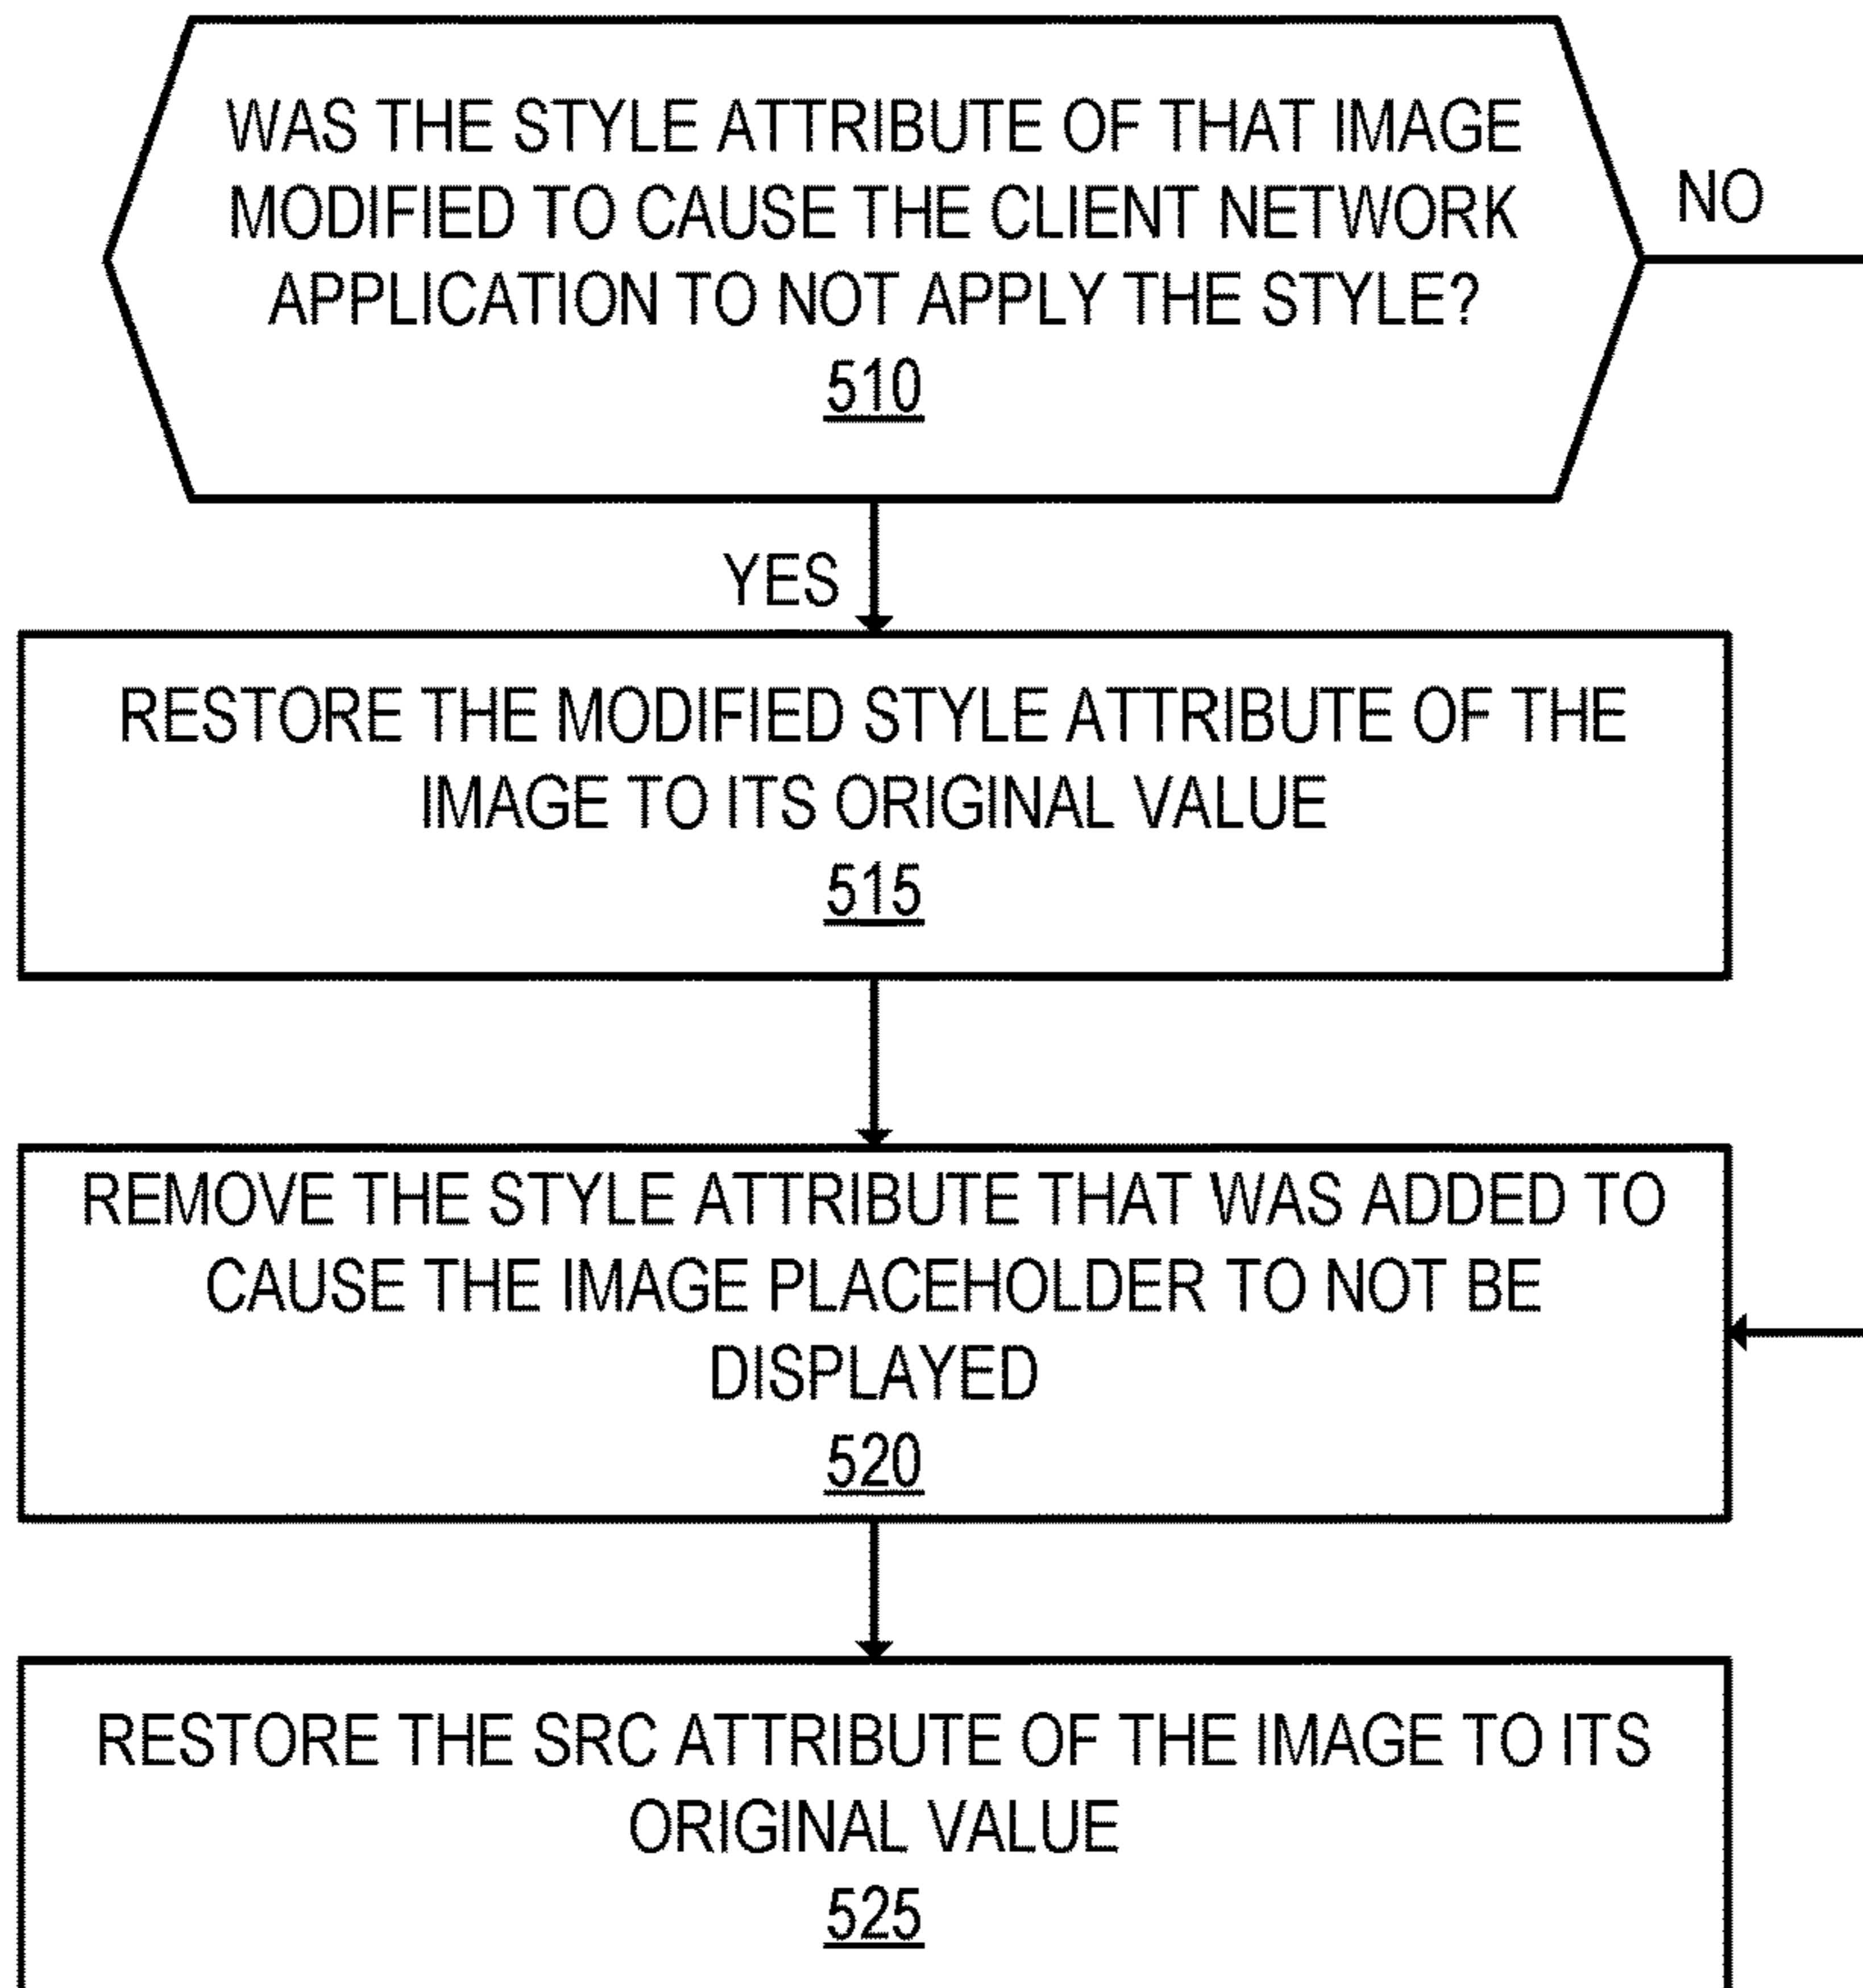 WAS THE STYLE ATTRIBUTE OF THAT IMAGE
MODIFIED TO CAUSE THE CLIENT NETWORK
APPLICATION TO NOT APPLY THE STYLE?
510
NO
YES
RESTORE THE MODIFIED STYLE ATTRIBUTE OF THE
IMAGE TO ITS ORIGINAL VALUE
515
REMOVE THE STYLE ATTRIBUTE THAT WAS ADDED TO
CAUSE THE IMAGE PLACEHOLDER TO NOT BE
DISPLAYED
520
RESTORE THE SRC ATTRIBUTE OF THE IMAGE TO ITS
ORIGINAL VALUE
525